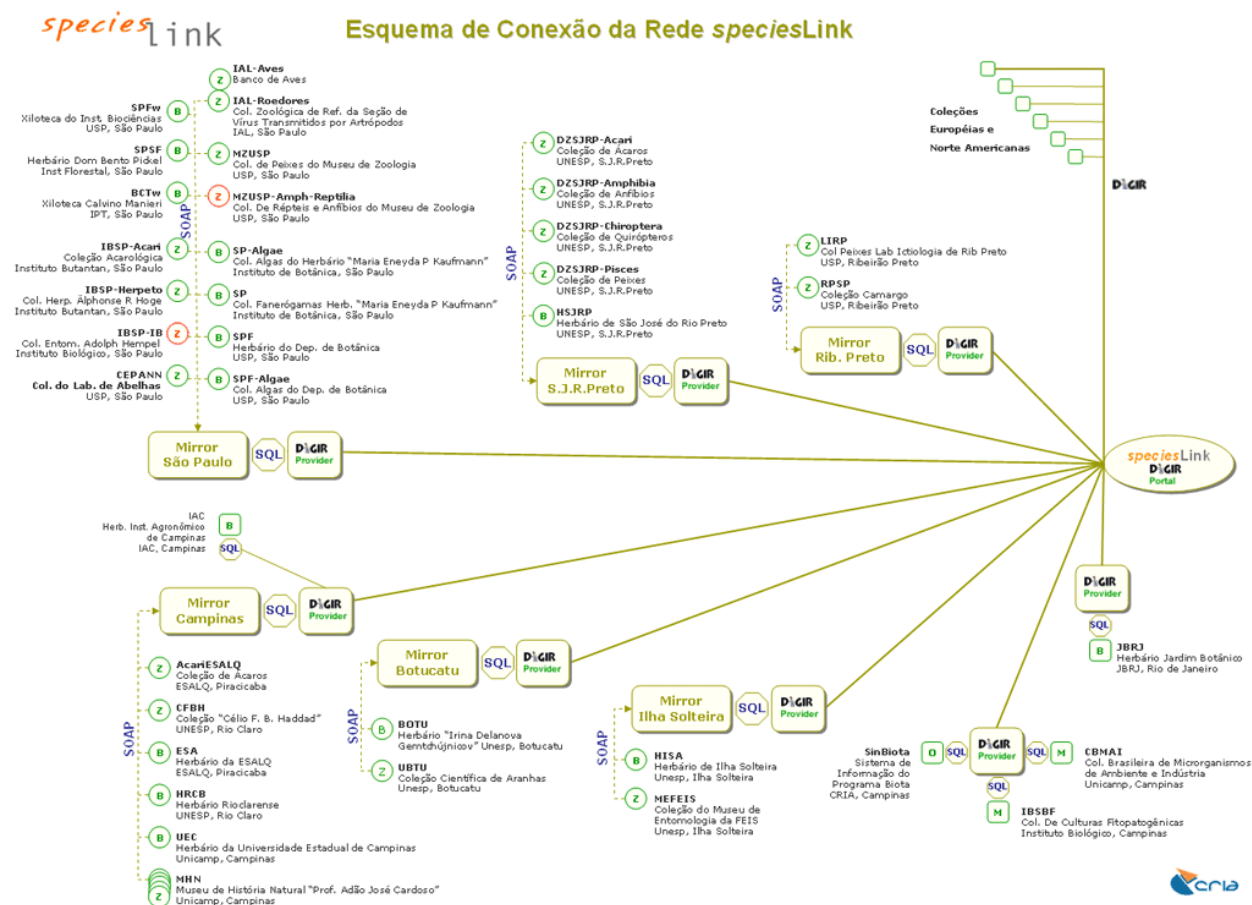 speciesLink
Esquema de Conexão da Rede speciesLink
IAL-Aves
Z Banco de Aves
SPFw
Xiloteca do Inst. Biociências
USP, São Paulo
B
Z
IAL-Roedores
Col. Zoológica de Ref. da Seção de
Vírus Transmitidos por Artrópodos
IAL, São Paulo
SPSF
Herbário Dom Bento Pickel
Inst Florestal, São Paulo
B
Z
MZUSP
Col. de Peixes do Museu de Zoologia
USP, São Paulo
BCTw
Xiloteca Calvino Manieri
IPT, São Paulo
B
SOAP
Z
MZUSP-Amph-Reptilia
Col. De Répteis e Anfíbios do Museu de Zoologia
USP, São Paulo
IBSP-Acari
Coleção Acarológica
Instituto Butantan, São Paulo
Z
B
SP-Algae
Col. Algas do Herbário "Maria Eneyda P Kaufmann"
Instituto de Botânica, São Paulo
IBSP-Herpeto
Col. Herp. Älphonse R Hoge
Instituto Butantan, São Paulo
Z
B
SP
Col. Fanerógamas Herb. "Maria Eneyda P Kaufmann"
Instituto de Botânica, São Paulo
IBSP-IB
Col. Entom. Adolph Hempel
Instituto Biológico, São Paulo
Z
B
SPF
Herbário do Dep. de Botânica
USP, São Paulo
CEPANN
Col. do Lab. de Abelhas
USP, São Paulo
Z
B
SPF-Algae
Col. Algas do Dep. de Botânica
USP, São Paulo
Mirror
São Paulo
SQL
DiGIR
Provider
SOAP
Z
DZSJRP-Acari
Coleção de Ácaros
UNESP, S.J.R.Preto
Z
DZSJRP-Amphibia
Coleção de Anfíbios
UNESP, S.J.R.Preto
Z
DZSJRP-Chiroptera
Coleção de Quirópteros
UNESP, S.J.R.Preto
Z
DZSJRP-Pisces
Coleção de Peixes
UNESP, S.J.R.Preto
B
HSJRP
Herbário de São José do Rio Preto
UNESP, S.J.R.Preto
Mirror
S.J.R.Preto
SQL
DiGIR
Provider
SOAP
Z
LIRP
Col Peixes Lab Ictiologia de Rib Preto
USP, Ribeirão Preto
Z
RPSP
Coleção Camargo
USP, Ribeirão Preto
Mirror
Rib. Preto
SQL
DiGIR
Provider
Coleções
Européias e
Norte Americanas
DiGIR
speciesLink
DiGIR
Portal
IAC
Herb. Inst. Agronômico
de Campinas
IAC, Campinas
B
SQL
Mirror
Campinas
SQL
DiGIR
Provider
SOAP
Z
AcariESALQ
Coleção de Ácaros
ESALQ, Piracicaba
Z
CFBH
Coleção "Célio F. B. Haddad"
UNESP, Rio Claro
B
ESA
Herbário da ESALQ
ESALQ, Piracicaba
B
HRCB
Herbário Rioclarense
UNESP, Rio Claro
B
UEC
Herbário da Universidade Estadual de Campinas
Unicamp, Campinas
Z
MHN
Museu de História Natural "Prof. Adão José Cardoso"
Unicamp, Campinas
Mirror
Botucatu
SQL
DiGIR
Provider
SOAP
B
BOTU
Herbário "Irina Delanova
Gemtchújnicov" Unesp, Botucatu
Z
UBTU
Coleção Científica de Aranhas
Unesp, Botucatu
Mirror
Ilha Solteira
SQL
DiGIR
Provider
SOAP
B
HISA
Herbário de Ilha Solteira
Unesp, Ilha Solteira
Z
MEFEIS
Coleção do Museu de
Entomologia da FEIS
Unesp, Ilha Solteira
DiGIR
Provider
SQL
B
JBRJ
Herbário Jardim Botânico
JBRJ, Rio de Janeiro
SinBiota
Sistema de
Informação do
Programa Biota
CRIA, Campinas
O
SQL
DiGIR
Provider
SQL
M
CBMAI
Col. Brasileira de Microrganismos
de Ambiente e Indústria
Unicamp, Campinas
SQL
M
IBSBF
Col. De Culturas Fitopatogênicas
Instituto Biológico, Campinas
cria